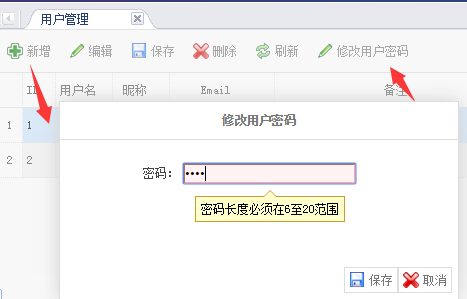 用户管理
新增 编辑 保存 删除 刷新 修改用户密码
ID 用户名 昵称 Email 备注
1 1
2 2
修改用户密码
密码: ••••
密码长度必须在6至20范围
保存 取消